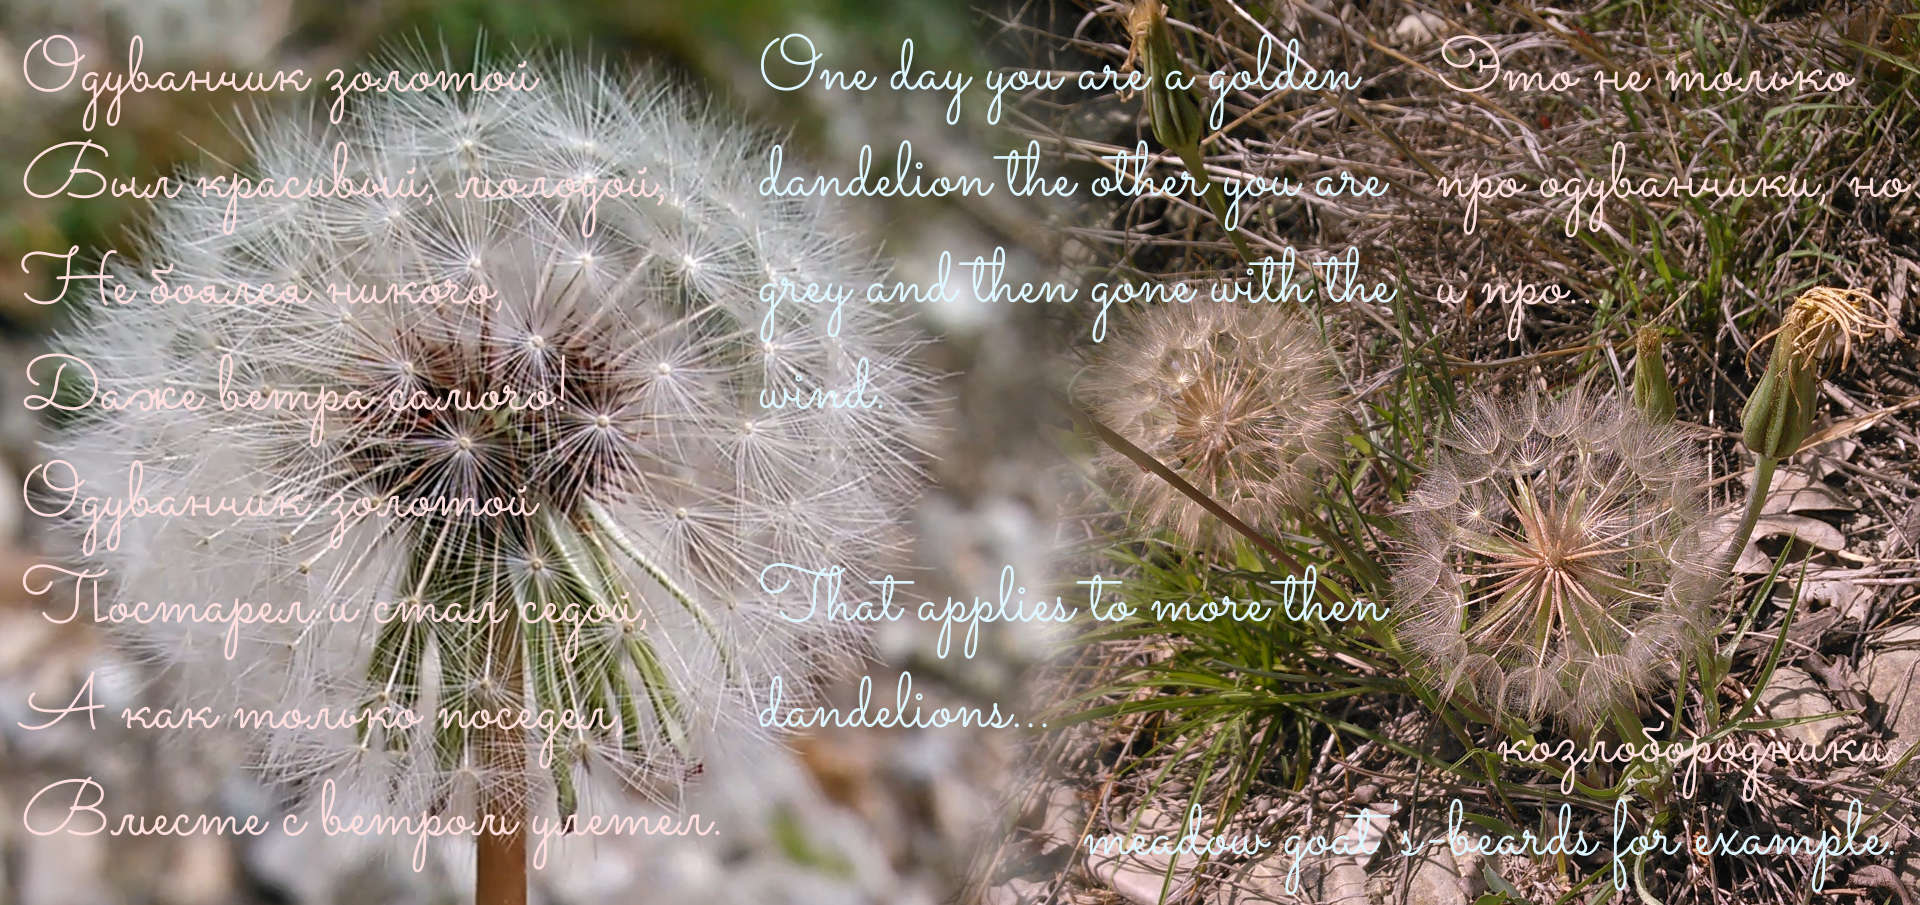 Одуванчик золотой
Был красивый, молодой,
Не боялся никого,
Даже ветра самого!
Одуванчик золотой
Постарел и стал седой,
А как только поседел,
Вместе с ветром улетел.
One day you are a golden
dandelion the other you are
grey and then gone with the
wind.
That applies to more then
dandelions...
Это не только
про одуванчики, но
и про..
козлобородники.
meadow goat's-beards for example.